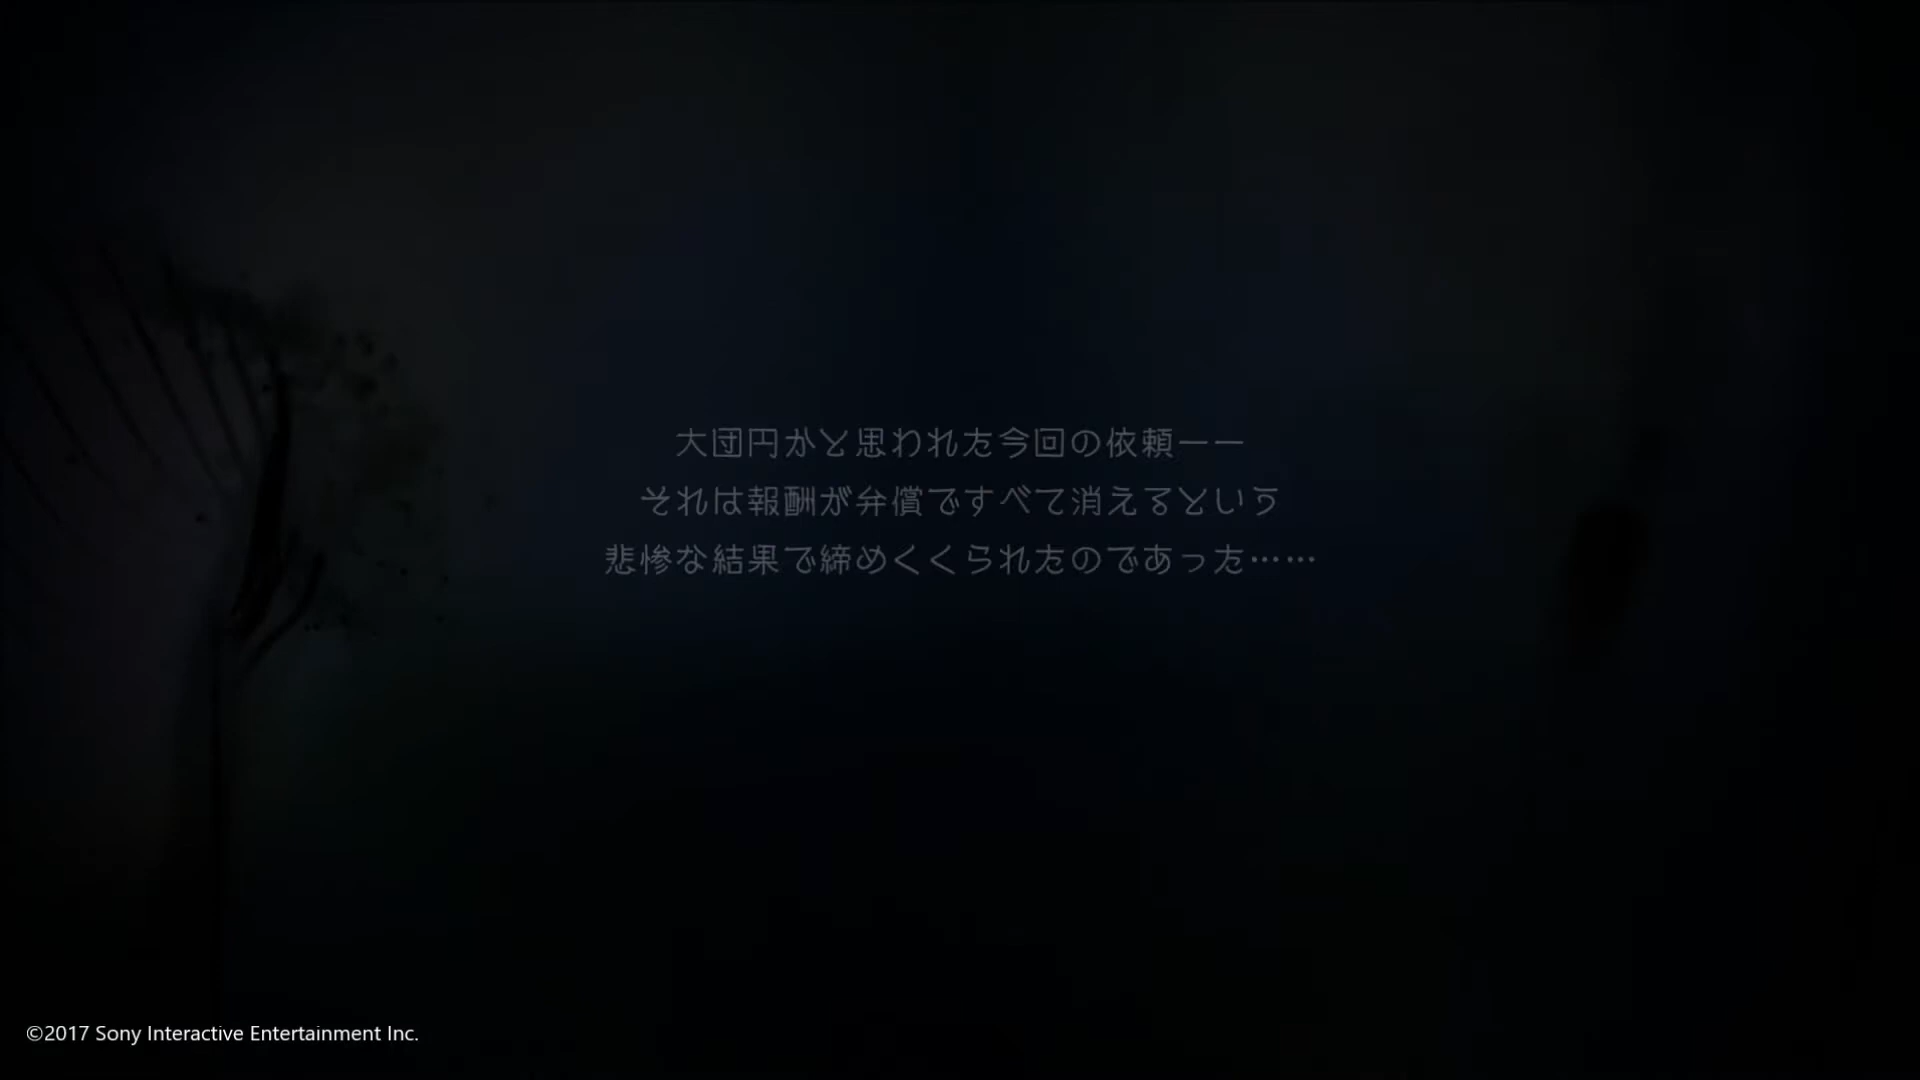 大団円かと思われた今回の依頼――
それは報酬が弁償ですべて消えるという
悲惨な結果で締めくくられたのであった……
©2017 Sony Interactive Entertainment Inc.